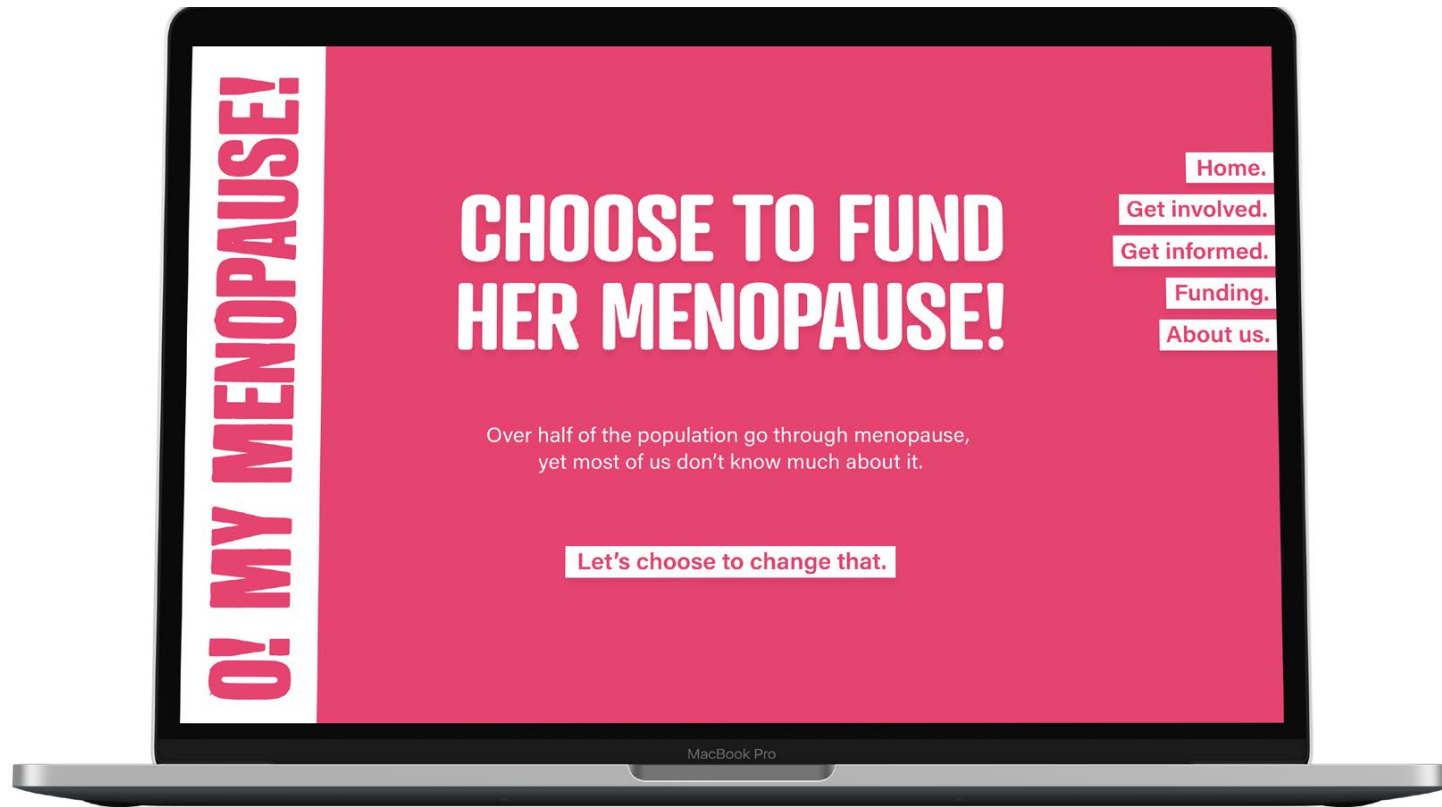 O! MY MENOPAUSE!
CHOOSE TO FUND
HER MENOPAUSE!
Over half of the population go through menopause,
yet most of us don't know much about it.
Let's choose to change that.
Home.
Get involved.
Get informed.
Funding.
About us.
MacBook Pro